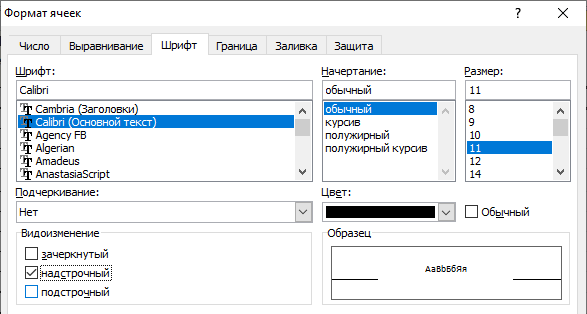 Формат ячеек ? ×
Число Выравнивание Шрифт Граница Заливка Защита
Шрифт: Начертание: Размер:
Calibri обычный 11
Cambria (Заголовки) обычный 8
Calibri (Основной текст) курсив 9
Agency FB полужирный 10
Algerian полужирный курсив 11
Amadeus 12
AnastasiaScript 14
Подчеркивание: Цвет:
Нет Обычный
Видоизменение Образец
зачеркнутый
надстрочный АаВbБбЯя
подстрочный